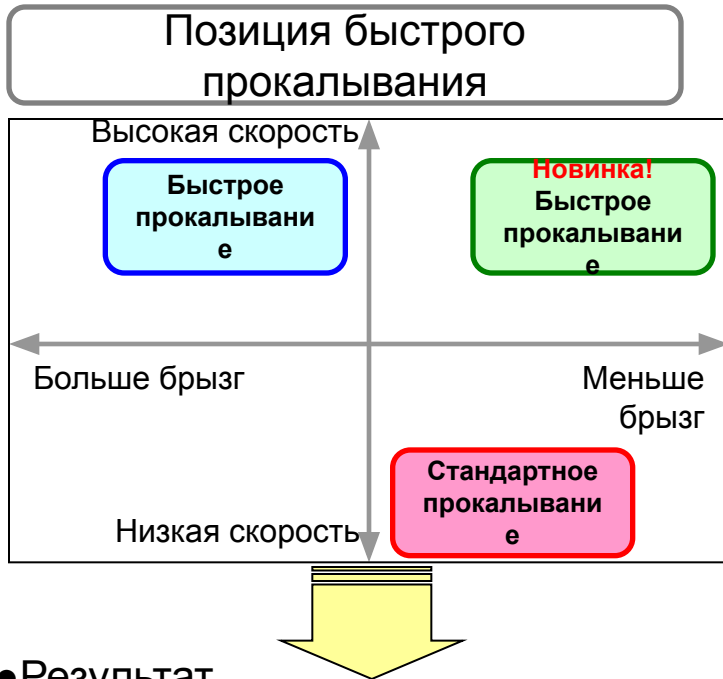 Позиция быстрого
прокалывания
Высокая скорость
Быстрое
прокалывани
е
Новинка!
Быстрое
прокалывани
е
Больше брызг
Меньше
брызг
Стандартное
прокалывани
е
Низкая скорость
●Результат